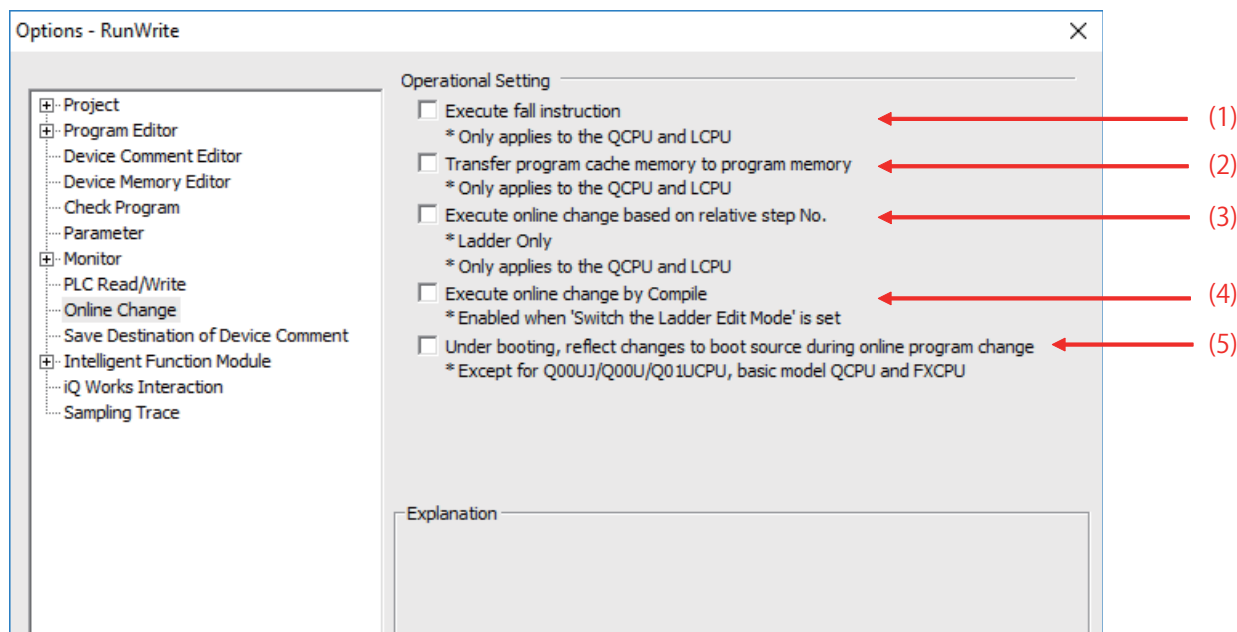 Options - RunWrite
Project
Program Editor
Device Comment Editor
Device Memory Editor
Check Program
Parameter
Monitor
PLC Read/Write
Online Change
Save Destination of Device Comment
Intelligent Function Module
iQ Works Interaction
Sampling Trace
Operational Setting
Execute fall instruction
* Only applies to the QCPU and LCPU
Transfer program cache memory to program memory
* Only applies to the QCPU and LCPU
Execute online change based on relative step No.
* Ladder Only
* Only applies to the QCPU and LCPU
Execute online change by Compile
* Enabled when 'Switch the Ladder Edit Mode' is set
Under booting, reflect changes to boot source during online program change
* Except for Q00UJ/Q00U/Q01UCPU, basic model QCPU and FXCPU
Explanation
(1)
(2)
(3)
(4)
(5)